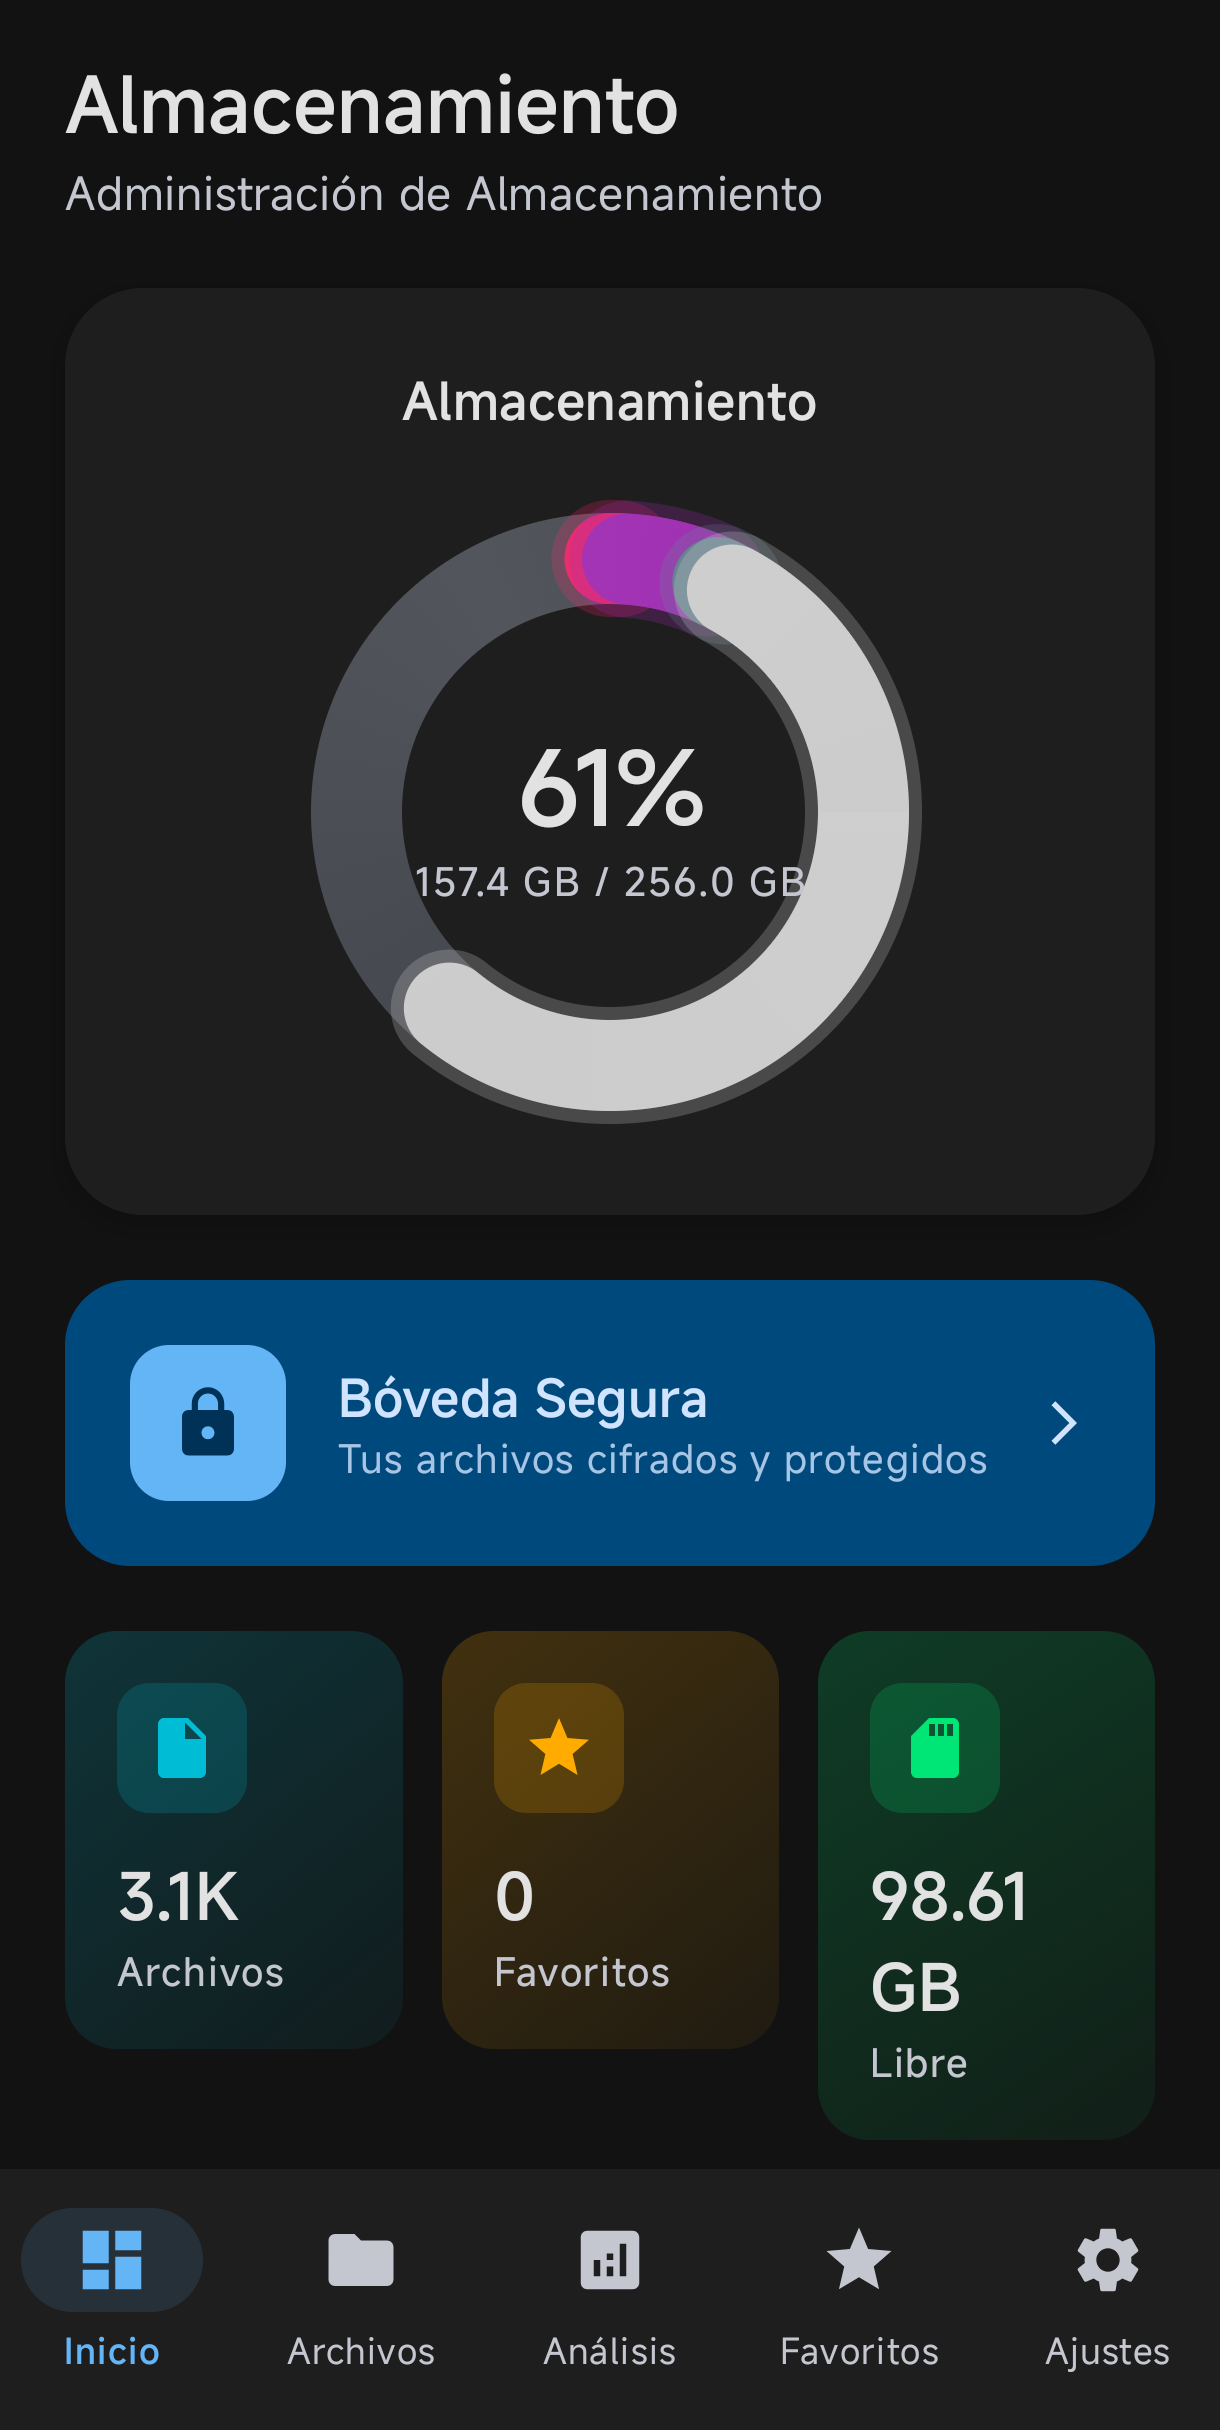 Almacenamiento
Administración de Almacenamiento
Almacenamiento
61%
157.4 GB / 256.0 GB
Bóveda Segura
Tus archivos cifrados y protegidos
3.1K
Archivos
0
Favoritos
98.61
GB
Libre
Inicio
Archivos
Análisis
Favoritos
Ajustes